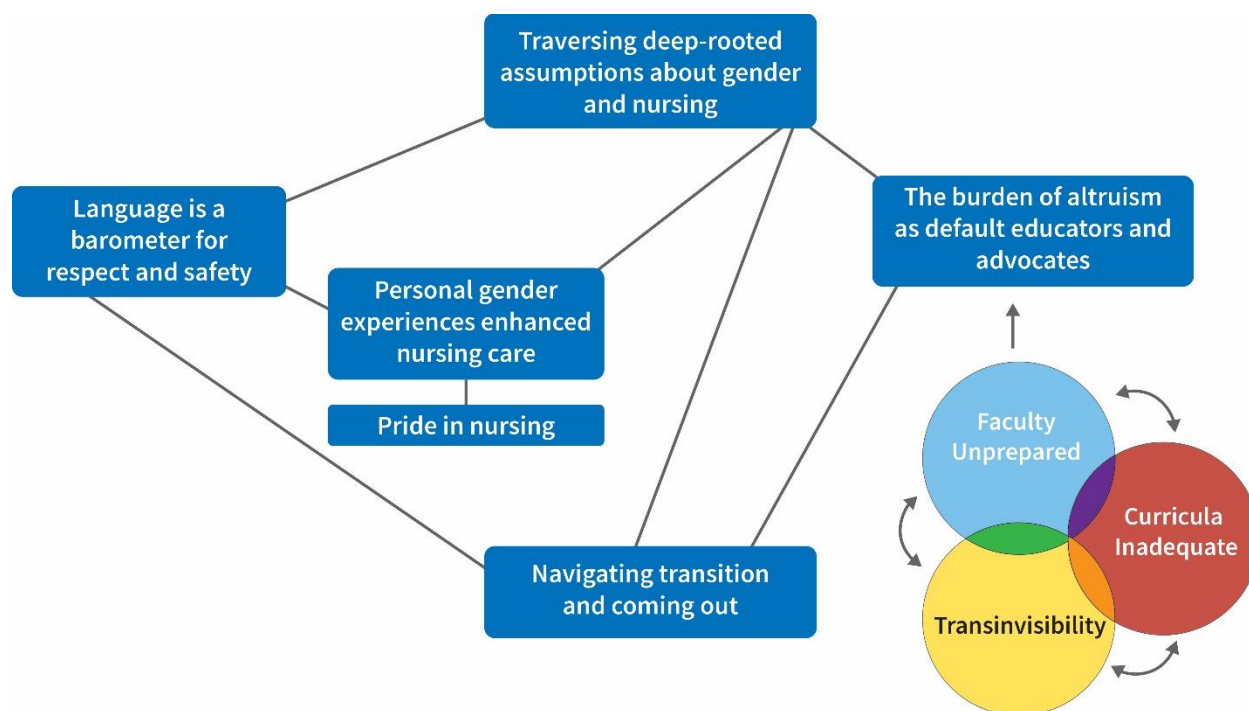 Traversing deep-rooted
assumptions about gender
and nursing
Language is a
barometer for
respect and safety
The burden of altruism
as default educators and
advocates
Personal gender
experiences enhanced
nursing care
Pride in nursing
Faculty
Unprepared
Curricula
Inadequate
Transinvisibility
Navigating transition
and coming out